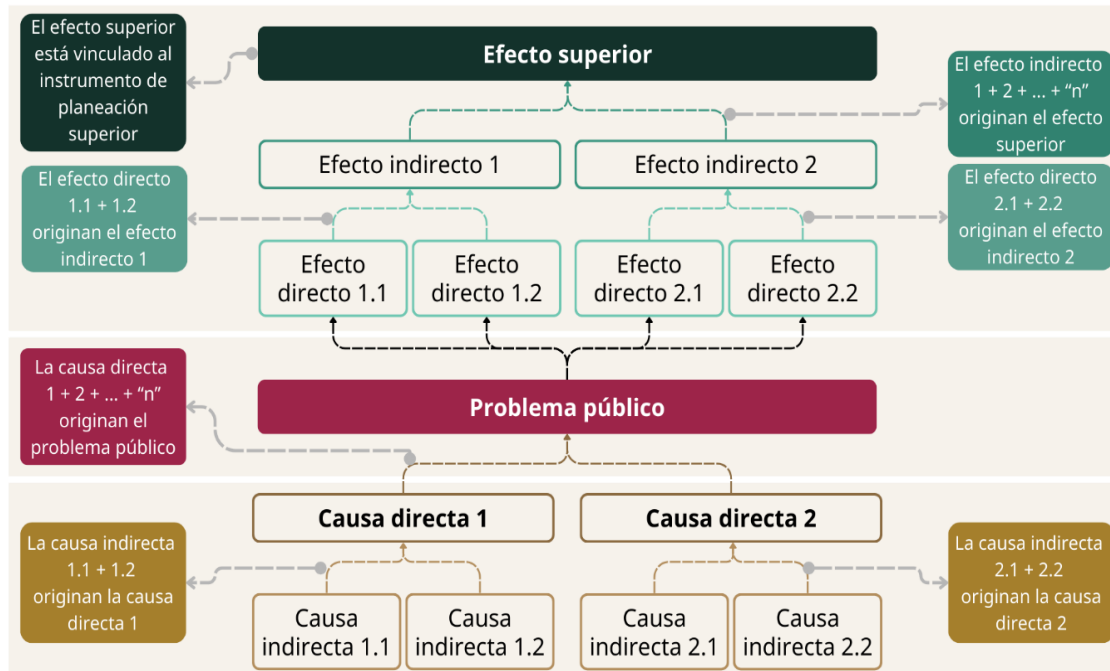 El efecto superior
está vinculado al
instrumento de
planeación
superior
Efecto superior
El efecto indirecto
1 + 2 + ... + “n”
originan el efecto
superior
Efecto indirecto 1
Efecto indirecto 2
El efecto directo
1.1 + 1.2
originan el efecto
indirecto 1
El efecto directo
2.1 + 2.2
originan el efecto
indirecto 2
Efecto
directo 1.1
Efecto
directo 1.2
Efecto
directo 2.1
Efecto
directo 2.2
La causa directa
1 + 2 + ... + “n”
originan el
problema público
Problema público
Causa directa 1
Causa directa 2
La causa indirecta
1.1 + 1.2
originan la causa
directa 1
La causa indirecta
2.1 + 2.2
originan la causa
directa 2
Causa
indirecta 1.1
Causa
indirecta 1.2
Causa
indirecta 2.1
Causa
indirecta 2.2